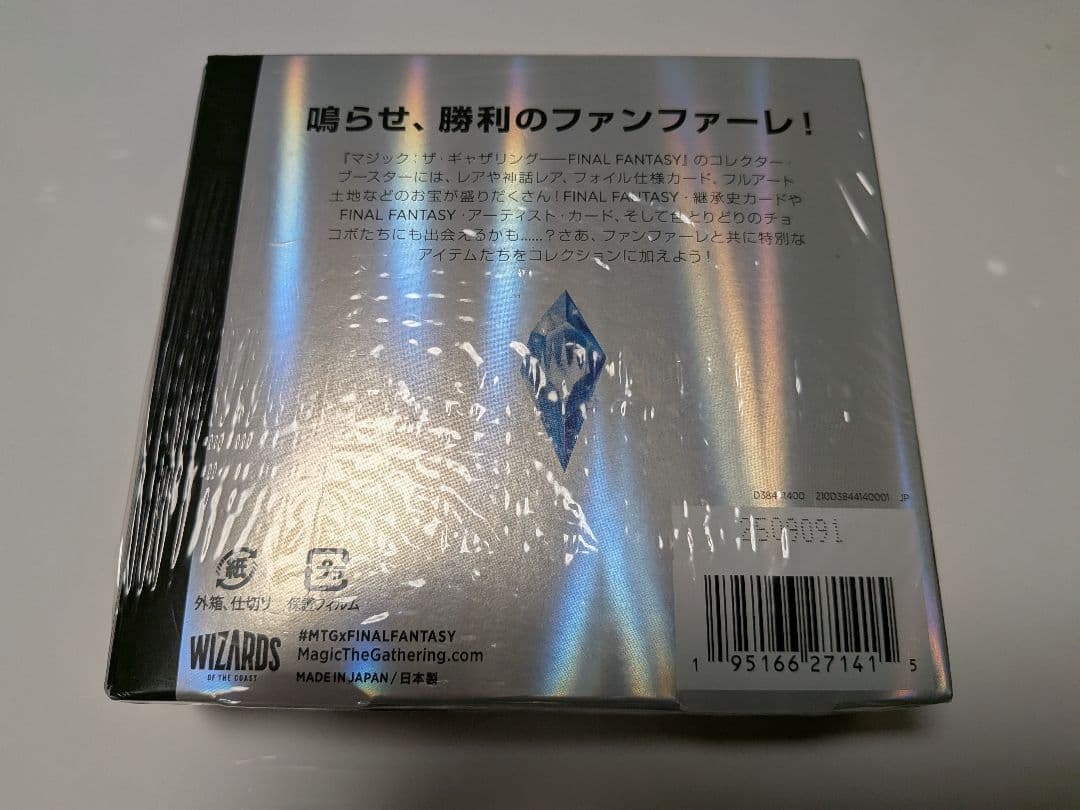 鳴らせ、勝利のファンファーレ！
『マジック：ザ・ギャザリング——FINAL FANTASY』のコレクター・
ブースターには、レアや神話レア、フォイル仕様カード、フルアート
土地などのお宝が盛りだくさん！FINAL FANTASY・継承史カードや
FINAL FANTASY・アーティスト・カード、そして色とりどりのチョ
コボたちにも出会えるかも......？さあ、ファンファーレと共に特別な
アイテムたちをコレクションに加えよう！
210D3844140001 JP
2509091
紙
プラ
外箱、仕切り 保護フィルム
WIZARDS
OF THE COAST
#MTGxFINALFANTASY
MagicTheGathering.com
MADE IN JAPAN / 日本製
1 95166 27141 5